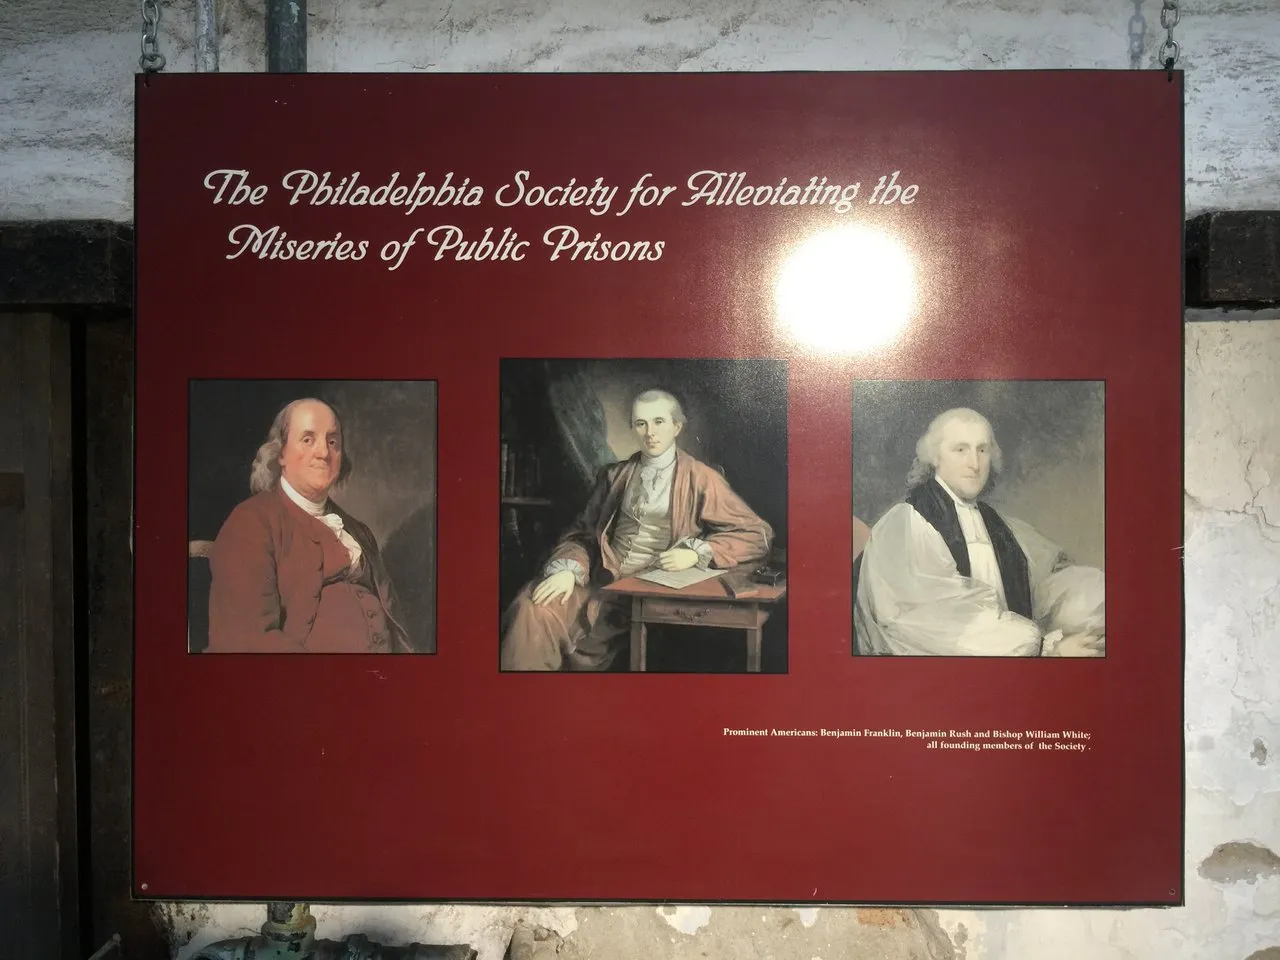 The Philadelphia Society for Alleviating the
Miseries of Public Prisons
Prominent Americans: Benjamin Franklin, Benjamin Rush and Bishop William White;
all founding members of  the Society .